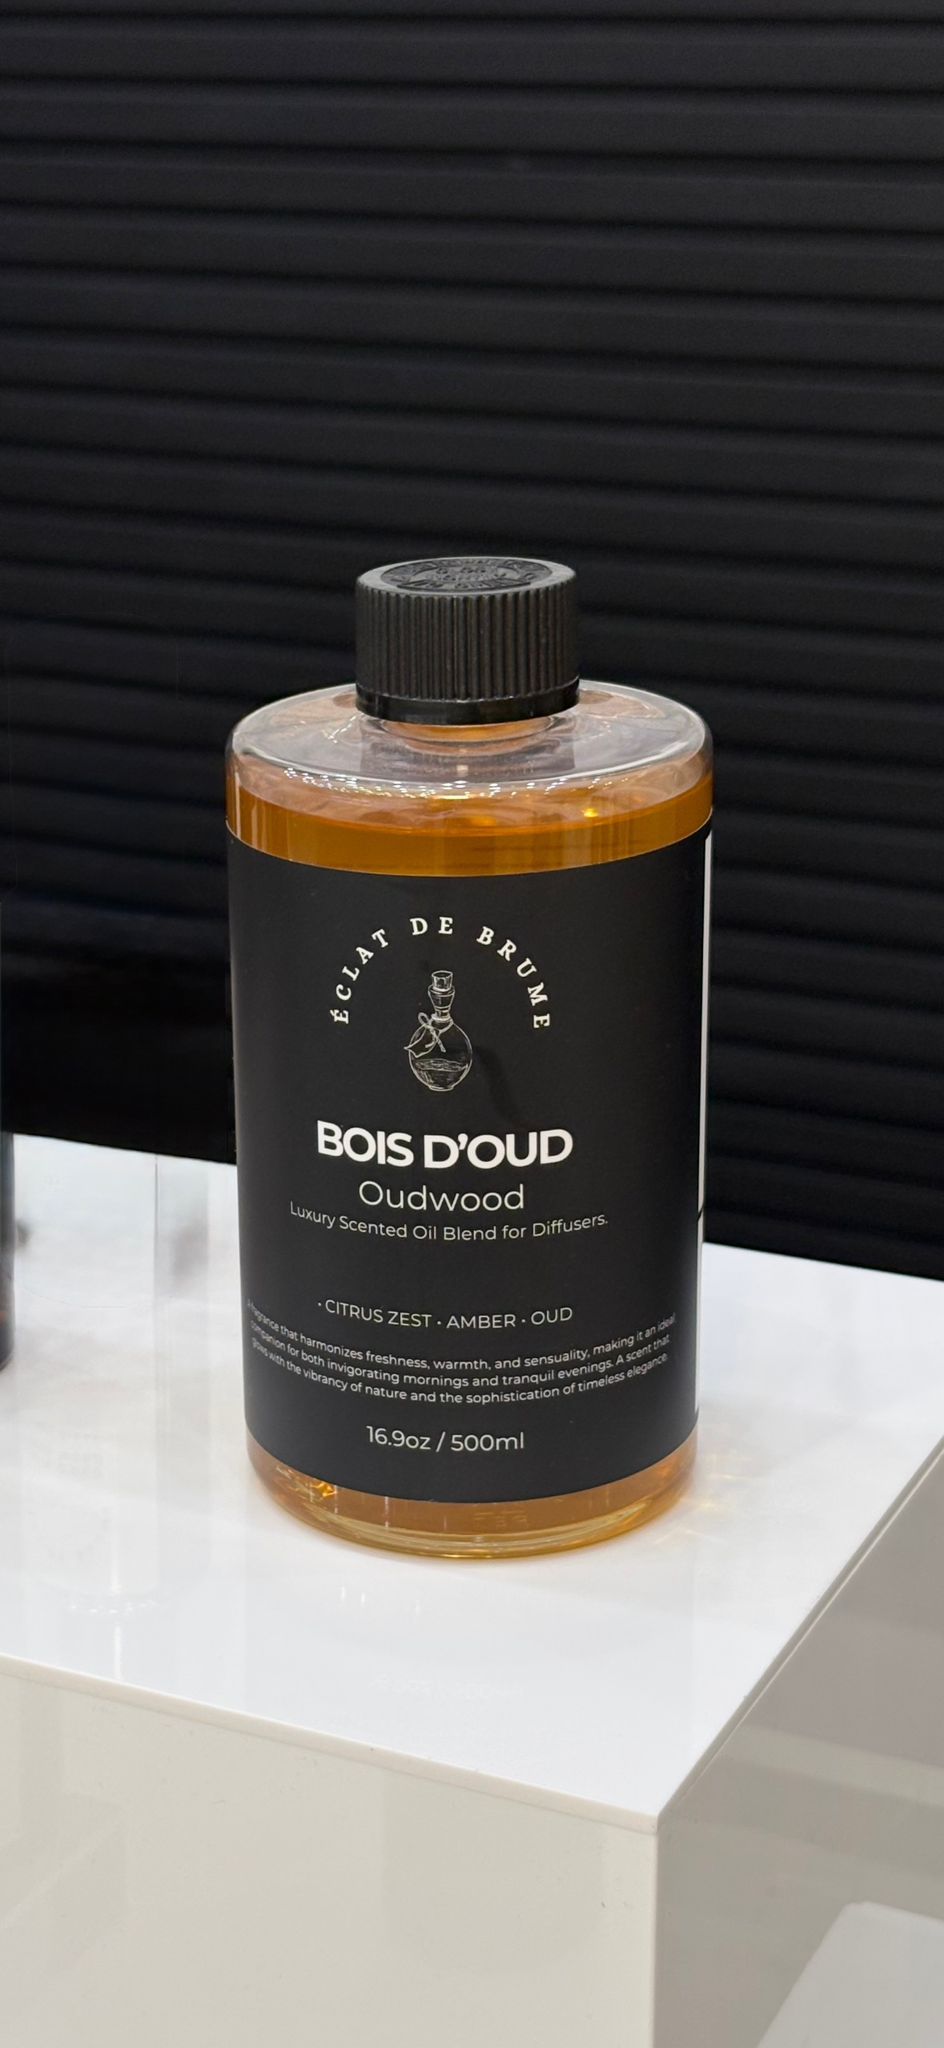 ÉCLAT DE BRUME
BOIS D'OUD
Oudwood
Luxury Scented Oil Blend for Diffusers.
· CITRUS ZEST · AMBER · OUD
A fragrance that harmonizes freshness, warmth, and sensuality, making it an ideal
companion for both invigorating mornings and tranquil evenings. A scent that
glows with the vibrancy of nature and the sophistication of timeless elegance.
16.9oz / 500ml